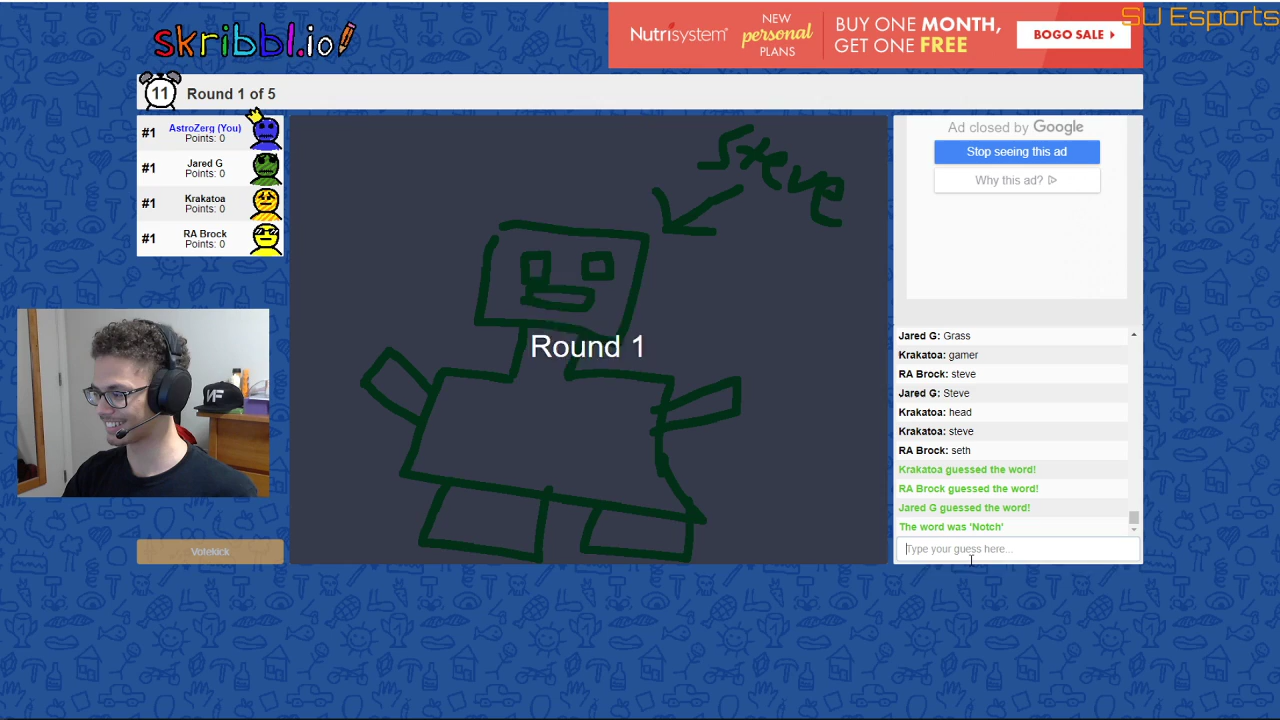 SU Esports
skribbl.io
Nutrisystem®
NEW
personal
PLANS
BUY ONE MONTH,
GET ONE FREE
BOGO SALE
11
Round 1 of 5
#1
AstroZerg (You)
Points: 0
#1
Jared G
Points: 0
#1
Krakatoa
Points: 0
#1
RA Brock
Points: 0
Steve
Round 1
Ad closed by Google
Stop seeing this ad
Why this ad?
Jared G: Grass
Krakatoa: gamer
RA Brock: steve
Jared G: Steve
Krakatoa: head
Krakatoa: steve
RA Brock: seth
Krakatoa guessed the word!
RA Brock guessed the word!
Jared G guessed the word!
The word was 'Notch'
Type your guess here...
Votekick
NF